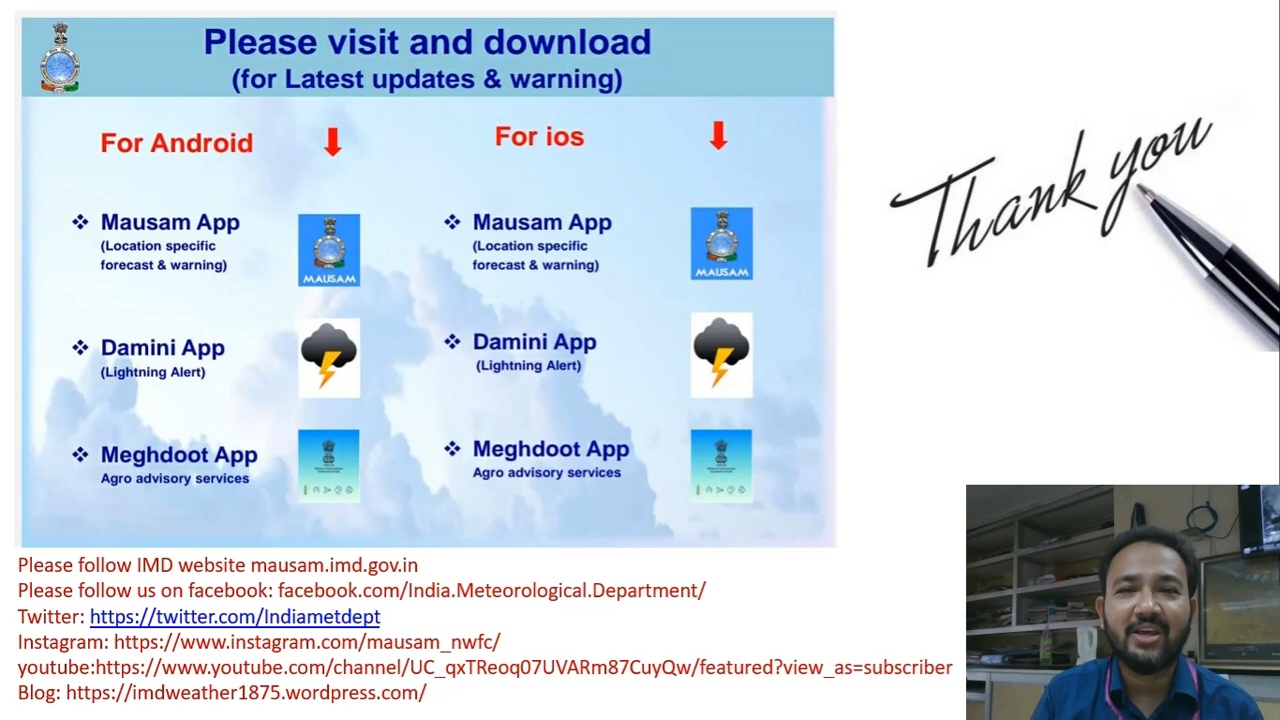 Please visit and download
(for Latest updates & warning)
For Android
For ios
Mausam App
(Location specific
forecast & warning)
MAUSAM
Mausam App
(Location specific
forecast & warning)
MAUSAM
Damini App
(Lightning Alert)
Damini App
(Lightning Alert)
Meghdoot App
Agro advisory services
Meghdoot App
Agro advisory services
Thank you
Please follow IMD website mausam.imd.gov.in
Please follow us on facebook: facebook.com/India.Meteorological.Department/
Twitter: https://twitter.com/Indiametdept
Instagram: https://www.instagram.com/mausam_nwfc/
youtube:https://www.youtube.com/channel/UC_qxTReoq07UVARm87CuyQw/featured?view_as=subscriber
Blog: https://imdweather1875.wordpress.com/